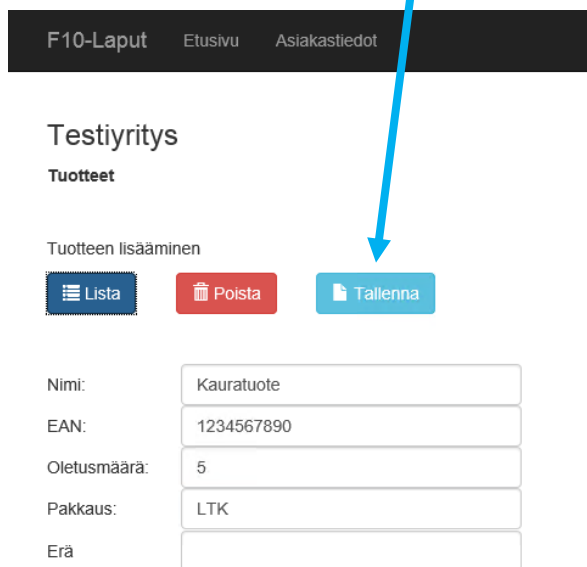 F10-Laput Etusivu Asiakastiedot
Testiyritys
Tuotteet
Tuotteen lisääminen
Lista Poista Tallenna
Nimi: Kauratuote
EAN: 1234567890
Oletusmäärä: 5
Pakkaus: LTK
Erä